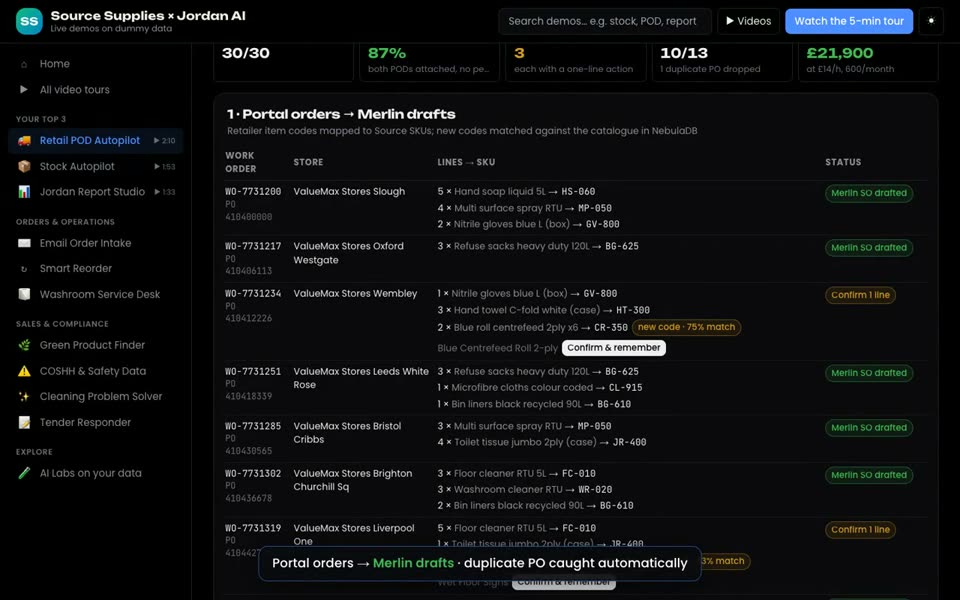 SS
Source Supplies × Jordan AI
Live demos on dummy data
Search demos... e.g. stock, POD, report
▶ Videos
Watch the 5-min tour
Home
All video tours
YOUR TOP 3
Retail POD Autopilot ▶ 2:10
Stock Autopilot ▶ 1:53
Jordan Report Studio ▶ 1:33
ORDERS & OPERATIONS
Email Order Intake
Smart Reorder
Washroom Service Desk
SALES & COMPLIANCE
Green Product Finder
COSHH & Safety Data
Cleaning Problem Solver
Tender Responder
EXPLORE
AI Labs on your data
30/30
87%
both PODs attached, no pe...
3
each with a one-line action
10/13
1 duplicate PO dropped
£21,900
at £14/h, 600/month
1 · Portal orders → Merlin drafts
Retailer item codes mapped to Source SKUs; new codes matched against the catalogue in NebulaDB
WORK ORDER STORE LINES → SKU STATUS
WO-7731200
PO
410400000
ValueMax Stores Slough
5 × Hand soap liquid 5L → HS-060
4 × Multi surface spray RTU → MP-050
2 × Nitrile gloves blue L (box) → GV-800
Merlin SO drafted
WO-7731217
PO
410406113
ValueMax Stores Oxford
Westgate
3 × Refuse sacks heavy duty 120L → BG-625
Merlin SO drafted
WO-7731234
PO
410412226
ValueMax Stores Wembley
1 × Nitrile gloves blue L (box) → GV-800
3 × Hand towel C-fold white (case) → HT-300
2 × Blue roll centrefeed 2ply x6 → CR-350 new code · 75% match
Blue Centrefeed Roll 2-ply Confirm & remember
Confirm 1 line
WO-7731251
PO
410418339
ValueMax Stores Leeds White
Rose
3 × Refuse sacks heavy duty 120L → BG-625
1 × Microfibre cloths colour coded → CL-915
1 × Bin liners black recycled 90L → BG-610
Merlin SO drafted
WO-7731285
PO
410430565
ValueMax Stores Bristol
Cribbs
3 × Multi surface spray RTU → MP-050
4 × Toilet tissue jumbo 2ply (case) → JR-400
Merlin SO drafted
WO-7731302
PO
410436678
ValueMax Stores Brighton
Churchill Sq
3 × Floor cleaner RTU 5L → FC-010
3 × Washroom cleaner RTU → WR-020
2 × Bin liners black recycled 90L → BG-610
Merlin SO drafted
WO-7731319
PO
ValueMax Stores Liverpool
One
5 × Floor cleaner RTU 5L → FC-010
1 × Toilet tissue jumbo 2ply (case) → JR-400
3% match
Wet Floor Signs Confirm & remember
Confirm 1 line
Portal orders → Merlin drafts · duplicate PO caught automatically